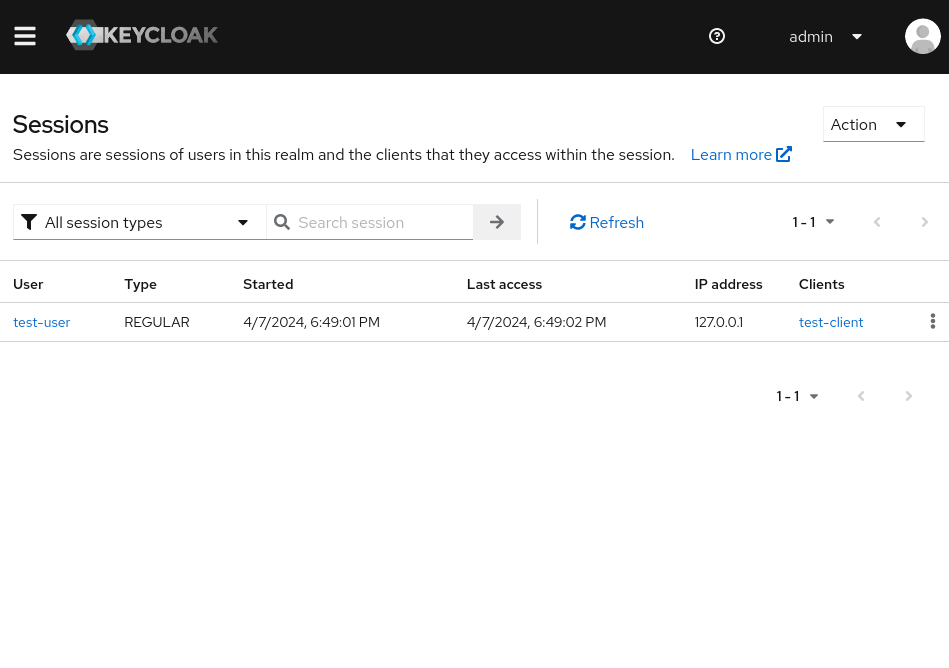 KEYCLOAK
admin
Sessions
Action
Sessions are sessions of users in this realm and the clients that they access within the session. Learn more
All session types Search session Refresh 1 - 1
User Type Started Last access IP address Clients
test-user REGULAR 4/7/2024, 6:49:01 PM 4/7/2024, 6:49:02 PM 127.0.0.1 test-client
1 - 1